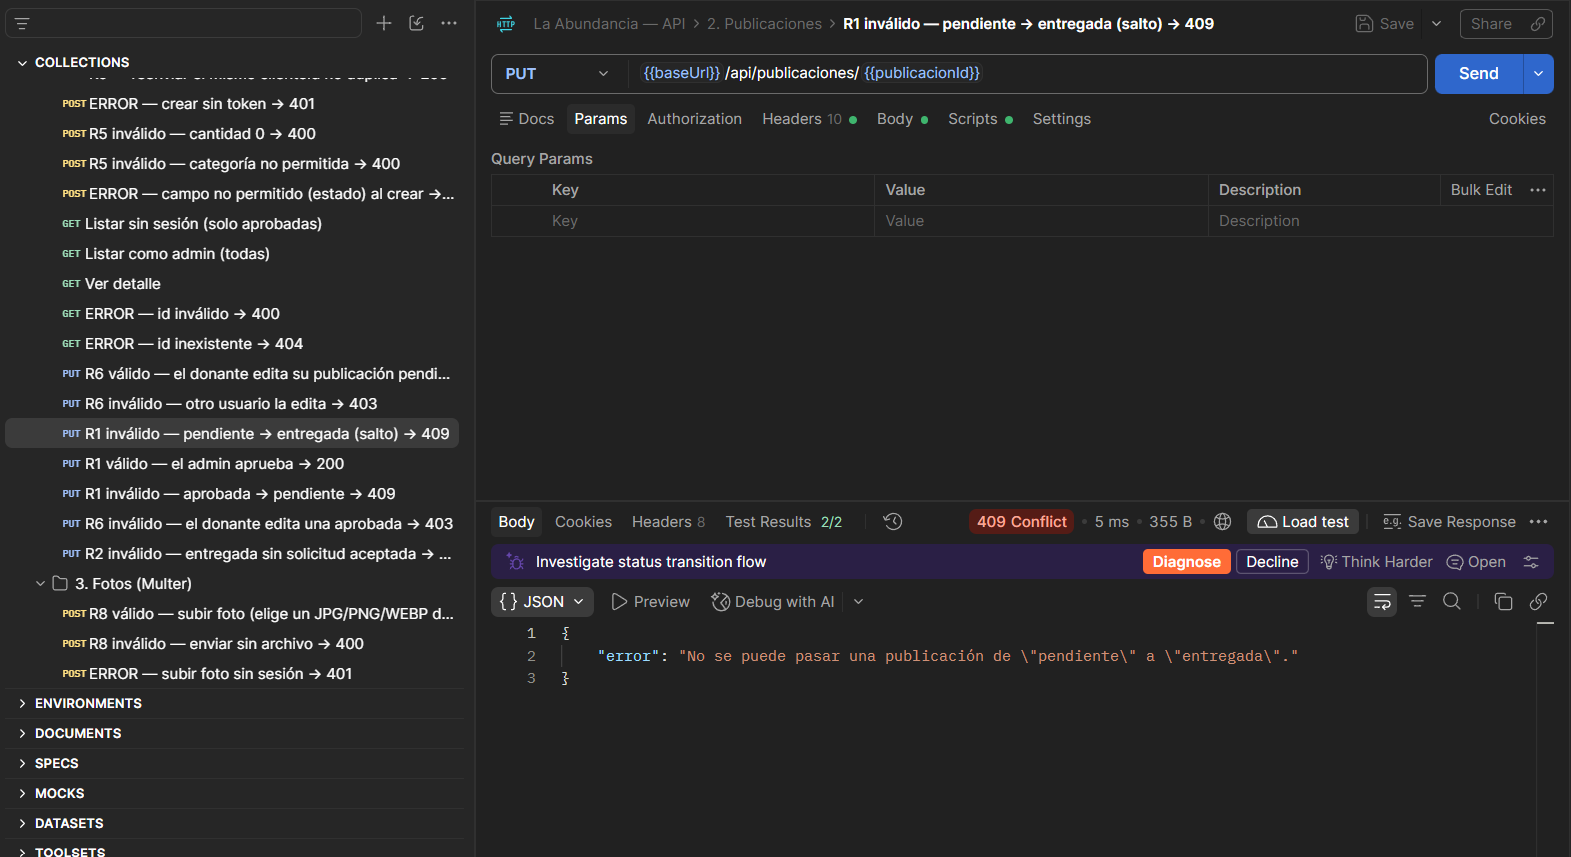 COLLECTIONS
POST ERROR — crear sin token → 401
POST R5 inválido — cantidad 0 → 400
POST R5 inválido — categoría no permitida → 400
POST ERROR — campo no permitido (estado) al crear →...
GET Listar sin sesión (solo aprobadas)
GET Listar como admin (todas)
GET Ver detalle
GET ERROR — id inválido → 400
GET ERROR — id inexistente → 404
PUT R6 válido — el donante edita su publicación pendi...
PUT R6 inválido — otro usuario la edita → 403
PUT R1 inválido — pendiente → entregada (salto) → 409
PUT R1 válido — el admin aprueba → 200
PUT R1 inválido — aprobada → pendiente → 409
PUT R6 inválido — el donante edita una aprobada → 403
PUT R2 inválido — entregada sin solicitud aceptada → ...
3. Fotos (Multer)
POST R8 válido — subir foto (elige un JPG/PNG/WEBP d...
POST R8 inválido — enviar sin archivo → 400
POST ERROR — subir foto sin sesión → 401
ENVIRONMENTS
DOCUMENTS
SPECS
MOCKS
DATASETS
TOOLSETS
HTTP La Abundancia — API > 2. Publicaciones > R1 inválido — pendiente → entregada (salto) → 409
Save
Share
PUT {{baseUrl}} /api/publicaciones/ {{publicacionId}}
Send
Docs Params Authorization Headers 10 Body Scripts Settings Cookies
Query Params
Key Value Description Bulk Edit
Key Value Description
Body Cookies Headers 8 Test Results 2/2 409 Conflict • 5 ms • 355 B Load test e.g. Save Response
Investigate status transition flow Diagnose Decline Think Harder Open
{} JSON Preview Debug with AI
1 {
2 "error": "No se puede pasar una publicación de \"pendiente\" a \"entregada\"."
3 }